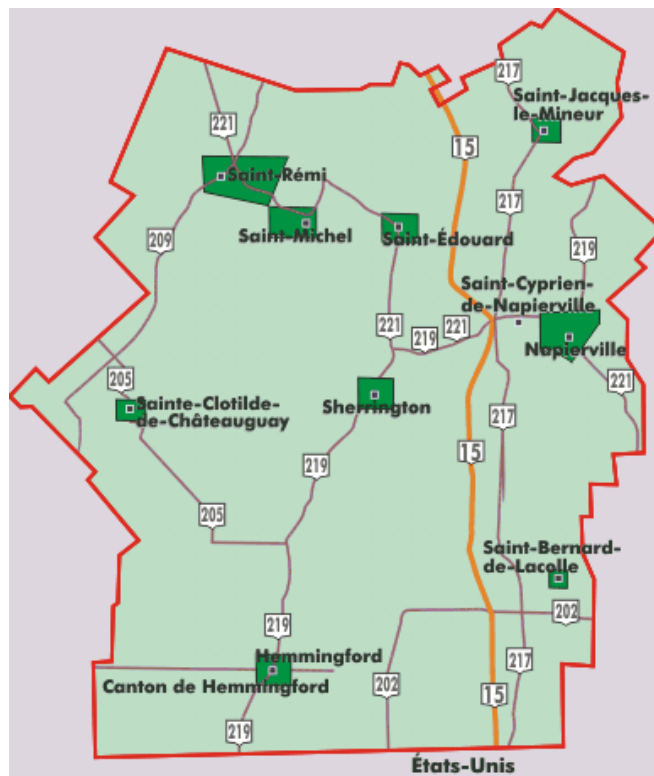 217
Saint-Jacques-
le-Mineur
221
15
Saint-Rémi
217
209
Saint-Michel
Saint-Édouard
219
Saint-Cyprien-
de-Napierville
221
219
221
Napierville
205
221
Sainte-Clotilde-
de-Châteauguay
Sherrington
217
15
219
205
Saint-Bernard-
de-Lacolle
202
219
Hemmingford
217
Canton de Hemmingford
202
15
219
États-Unis